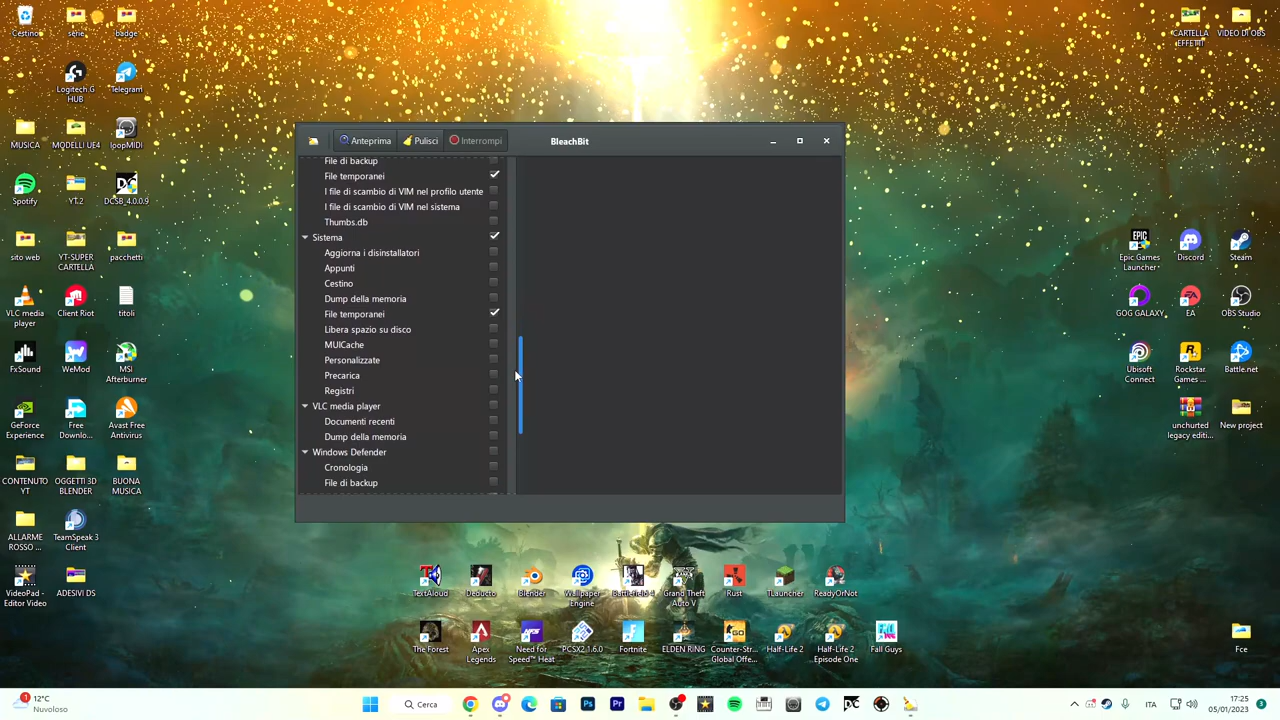 Cestino
serie
badge
CARTELLA EFFETTI
VIDEO DI OBS
Logitech G HUB
Telegram
MUSICA
MODELLI UE4
loopMIDI
Spotify
YT.2
DCSB_4.0.0.9
sito web
YT-SUPER CARTELLA
pacchetti
VLC media player
Client Riot
titoli
FxSound
WeMod
MSI Afterburner
GeForce Experience
Free Downlo...
Avast Free Antivirus
CONTENUTO YT
OGGETTI 3D BLENDER
BUONA MUSICA
ALLARME ROSSO ...
TeamSpeak 3 Client
VideoPad - Editor Video
ADESIVI DS
Anteprima
Pulisci
Interrompi
BleachBit
File di backup
File temporanei
I file di scambio di VIM nel profilo utente
I file di scambio di VIM nel sistema
Thumbs.db
Sistema
Aggiorna i disinstallatori
Appunti
Cestino
Dump della memoria
File temporanei
Libera spazio su disco
MUICache
Personalizzate
Precarica
Registri
VLC media player
Documenti recenti
Dump della memoria
Windows Defender
Cronologia
File di backup
Epic Games Launcher
Discord
Steam
GOG GALAXY
EA
OBS Studio
Ubisoft Connect
Rockstar Games ...
Battle.net
unchurted legacy editi...
New project
TextAloud
Deducto
Blender
Wallpaper Engine
Battlefield 4
Grand Theft Auto V
Rust
TLauncher
ReadyOrNot
The Forest
Apex Legends
Need for Speed™ Heat
PCSX2 1.6.0
Fortnite
ELDEN RING
Counter-Str... Global Offe...
Half-Life 2
Half-Life 2 Episode One
Fall Guys
Fce
1
12°C
Nuvoloso
Cerca
Ps
Pr
ITA
17:25
05/01/2023
3